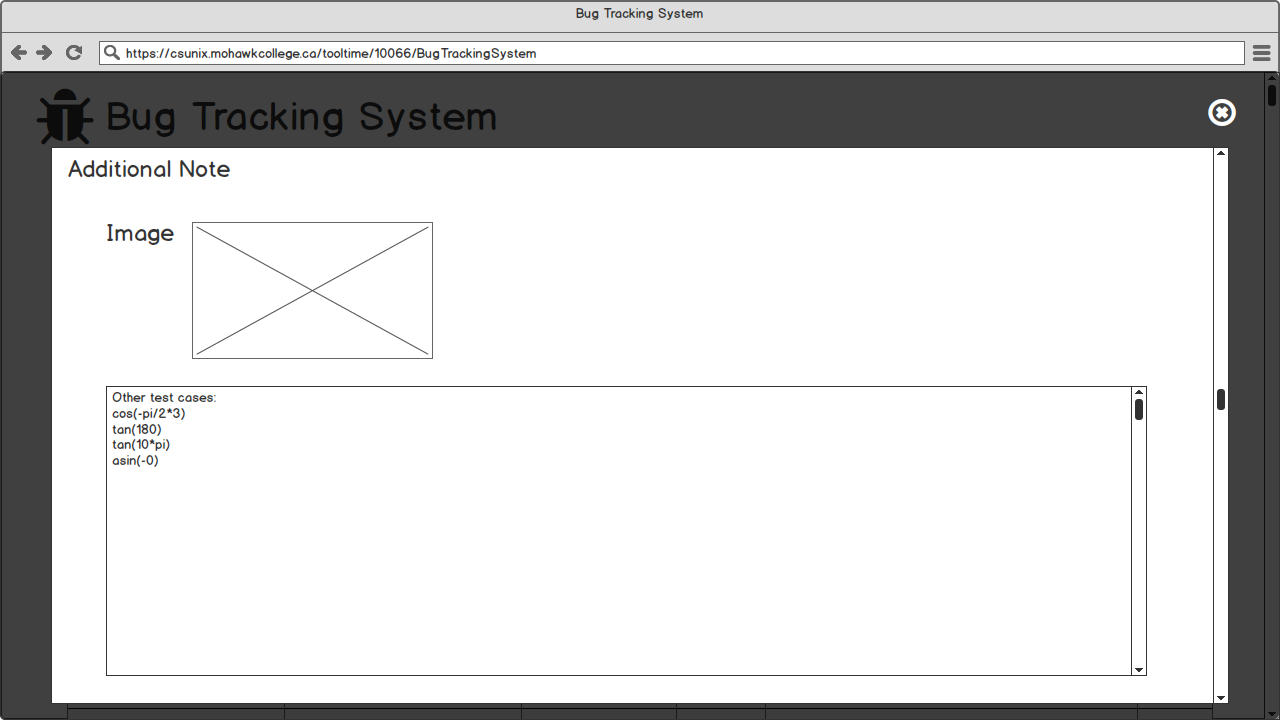 Bug Tracking System
https://csunix.mohawkcollege.ca/tooltime/10066/BugTrackingSystem
Bug Tracking System
Additional Note
Image
Other test cases:
cos(-pi/2*3)
tan(180)
tan(10*pi)
asin(-0)